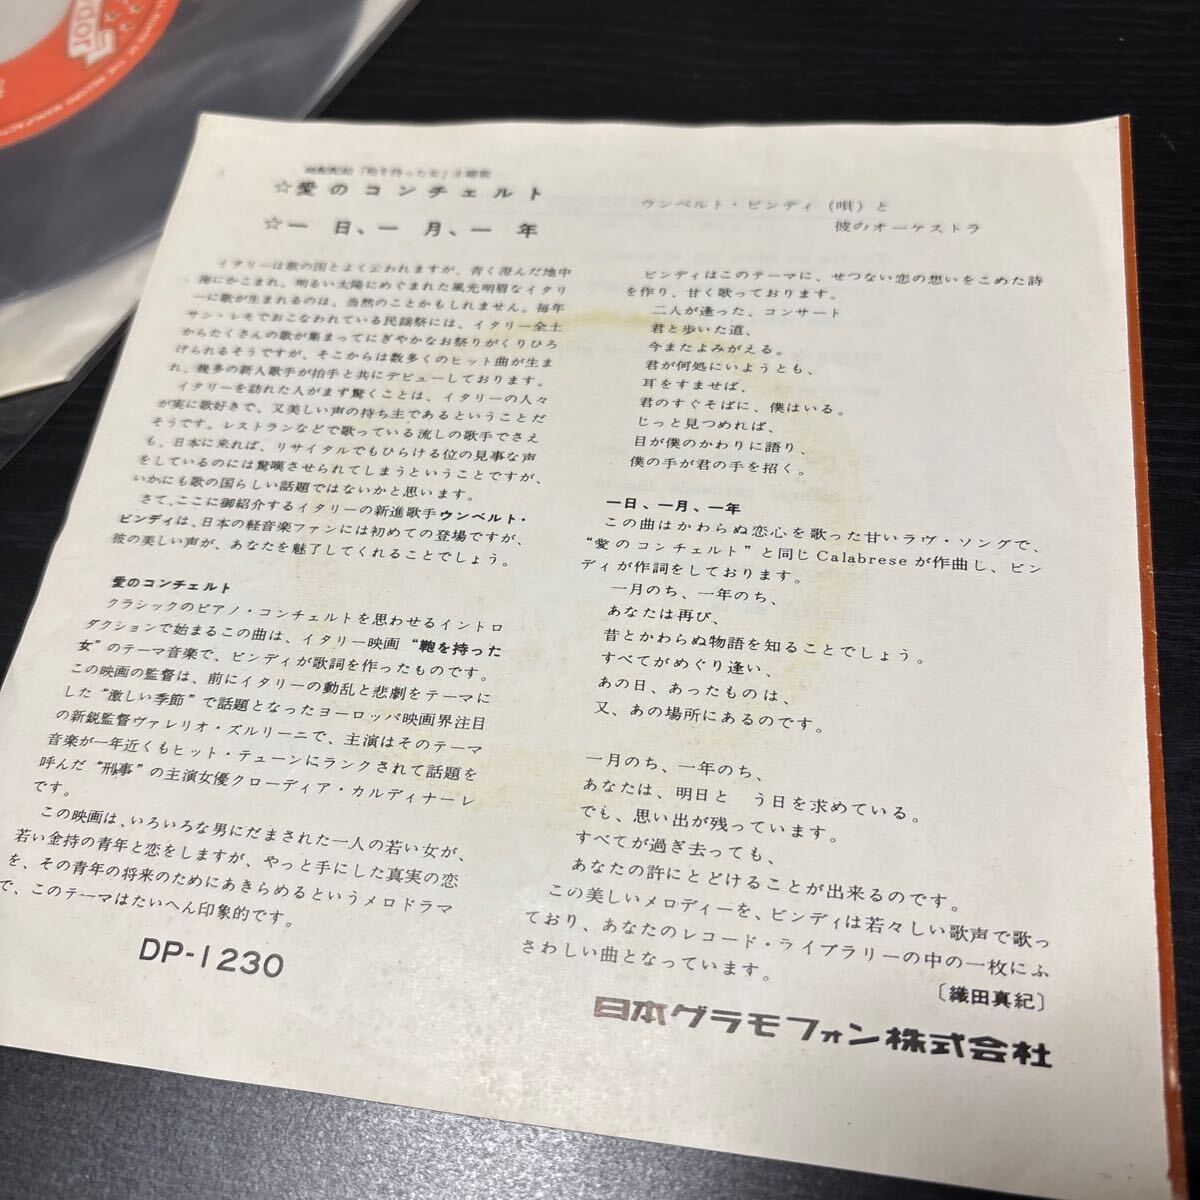 ☆愛のコンチェルト
☆一日、一月、一年
ウンベルト・ビンディ(唄)と
彼のオーケストラ
イタリーは歌の国とよく云われますが、青く澄んだ地中
海にかこまれ、明るい太陽にめぐまれた風光明眉なイタリ
ーに歌が生まれるのは、当然のことかもしれません。毎年
サン・レモでおこなわれている民謡祭には、イタリー全土
からたくさんの歌が集まってにぎやかなお祭りがくりひろ
げられるそうですが、そこからは数多くのヒット曲が生ま
れ、幾多の新人歌手が拍手と共にデビューしております。
イタリーを訪れた人がまず驚くことは、イタリーの人々
が実に歌好きで、又美しい声の持ち主であるということだ
そうです。レストランなどで歌っている流しの歌手でさえ
も、日本に来れば、リサイタルでもひらける位の見事な声
をしているのには驚嘆させられてしまうということですが、
いかにも歌の国らしい話題ではないかと思います。
さて、ここに御紹介するイタリーの新進歌手ウンベルト・
ビンディは、日本の軽音楽ファンには初めての登場ですが、
彼の美しい声が、あなたを魅了してくれることでしょう。
愛のコンチェルト
クラシックのピアノ・コンチェルトを思わせるイントロ
ダクションで始まるこの曲は、イタリー映画“鞄を持った
女”のテーマ音楽で、ビンディが歌詞を作ったものです。
この映画の監督は、前にイタリーの動乱と悲劇をテーマに
した“激しい季節”で話題となったヨーロッパ映画界注目
の新鋭監督ヴァレリオ・ズルリーニで、主演はそのテーマ
音楽が一年近くもヒット・テューンにランクされて話題を
呼んだ“刑事”の主演女優クローディア・カルディナーレ
です。
この映画は、いろいろな男にだまされた一人の若い女が、
若い金持の青年と恋をしますが、やっと手にした真実の恋
を、その青年の将来のためにあきらめるというメロドラマ
で、このテーマはたいへん印象的です。
DP-1230
ビンディはこのテーマに、せつない恋の想いをこめた詩
を作り、甘く歌っております。
二人が逢った、コンサート
君と歩いた道、
今またよみがえる。
君が何処にいようとも、
耳をすませば、
君のすぐそばに、僕はいる。
じっと見つめれば、
目が僕のかわりに語り、
僕の手が君の手を招く。
一日、一月、一年
この曲はかわらぬ恋心を歌った甘いラヴ・ソングで、
“愛のコンチェルト”と同じCalabreseが作曲し、ビン
ディが作詞をしております。
一月のち、一年のち、
あなたは再び、
昔とかわらぬ物語を知ることでしょう。
すべてがめぐり逢い、
あの日、あったものは、
又、あの場所にあるのです。
一月のち、一年のち、
あなたは、明日と う日を求めている。
でも、思い出が残っています。
すべてが過ぎ去っても、
あなたの許にとどけることが出来るのです。
この美しいメロディーを、ビンディは若々しい歌声で歌っ
ており、あなたのレコード・ライブラリーの中の一枚にふ
さわしい曲となっています。
〔織田真紀〕
日本グラモフォン株式会社